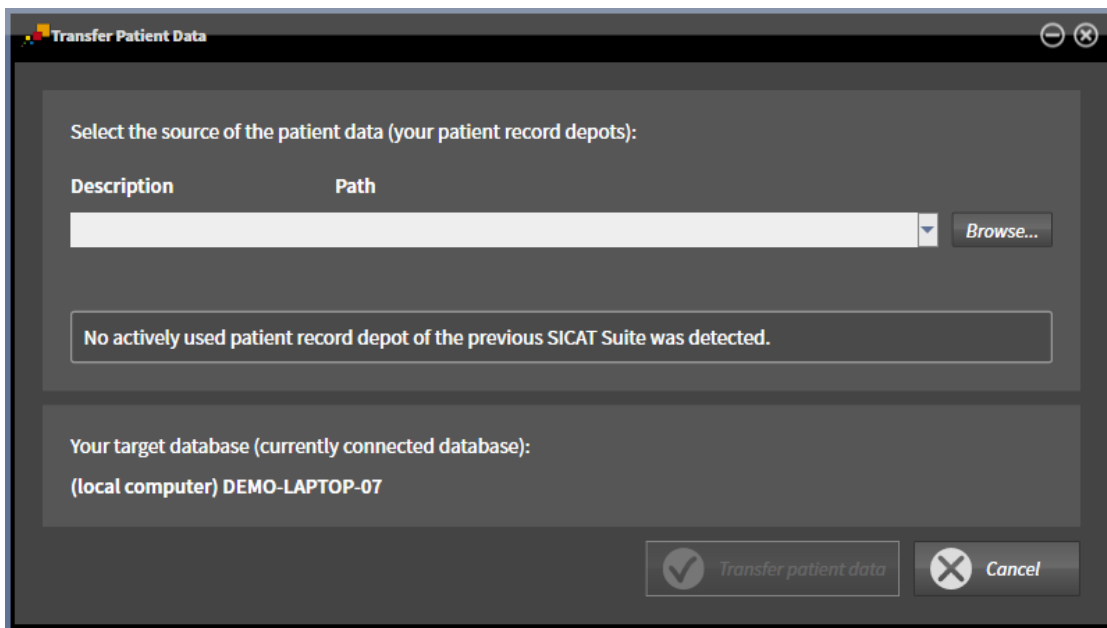 Transfer Patient Data
Select the source of the patient data (your patient record depots):
Description Path
Browse...
No actively used patient record depot of the previous SICAT Suite was detected.
Your target database (currently connected database):
(local computer) DEMO-LAPTOP-07
Transfer patient data Cancel